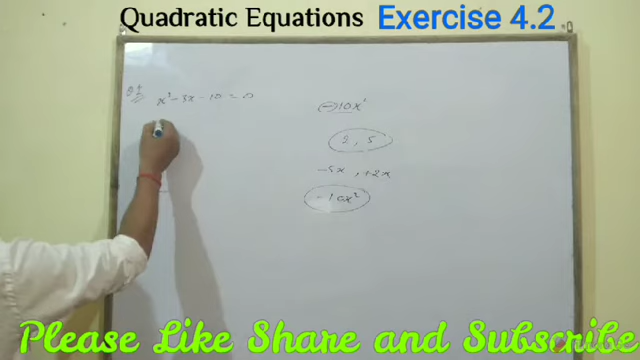 Quadratic Equations Exercise 4.2
x² - 3x - 10 = 0
(-)10x²
2, 5
-5x, +2x
-10x²
Please Like Share and Subscribe